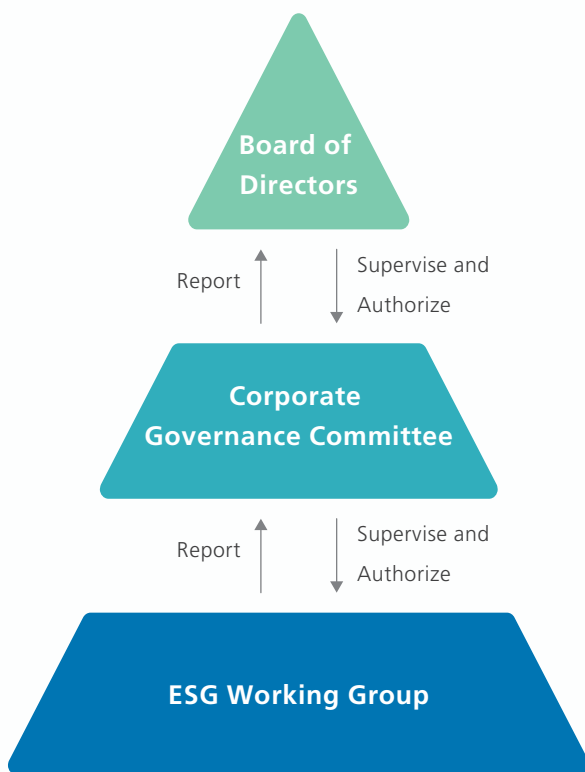 Board of
Directors
Report
Supervise and
Authorize
Corporate
Governance Committee
Report
Supervise and
Authorize
ESG Working Group